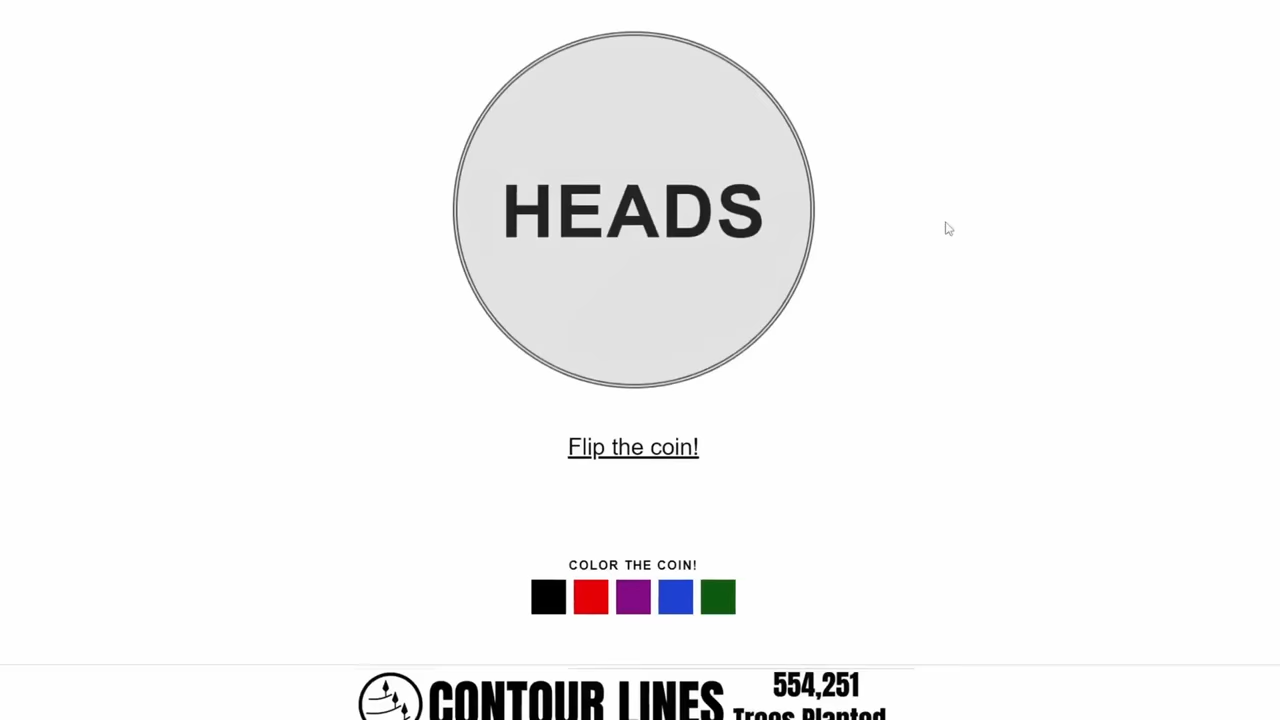 HEADS
Flip the coin!
COLOR THE COIN!
CONTOUR LINES
554,251
Trees Planted